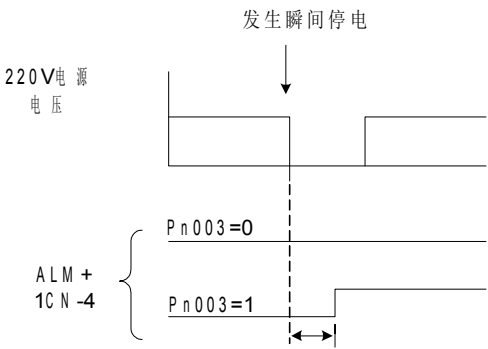 发生瞬间停电
220V电 源
电 压
Pn003=0
ALM+
1CN-4
Pn003=1